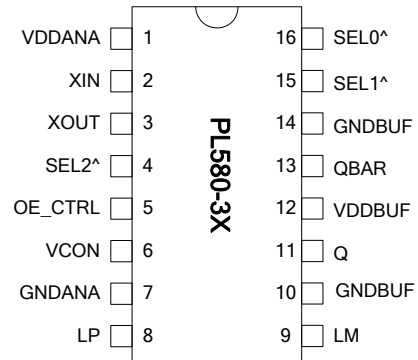 VDDANA 1 16 SEL0^
XIN 2 15 SEL1^
XOUT 3 14 GNDBUF
SEL2^ 4 13 QBAR
OE_CTRL 5 12 VDDBUF
VCON 6 11 Q
GNDANA 7 10 GNDBUF
LP 8 9 LM
PL580-3X